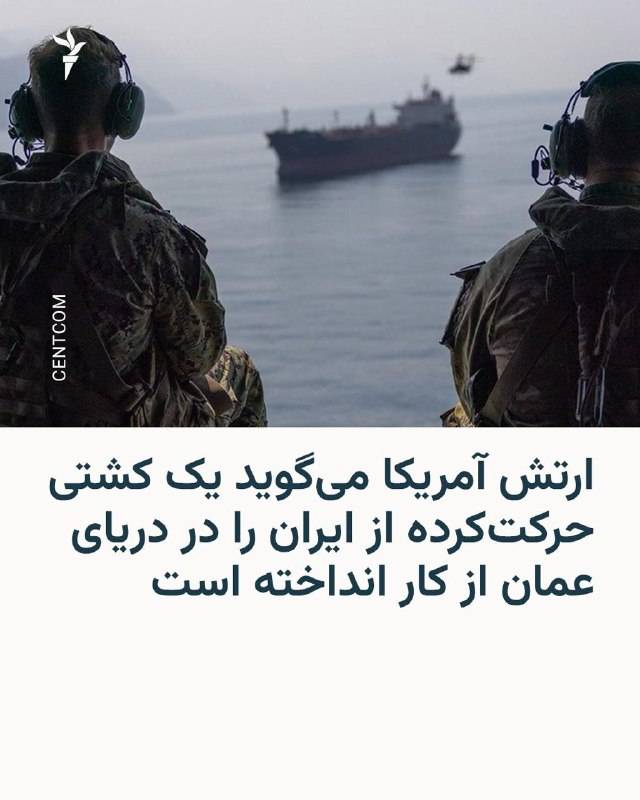 CENTCOM
ارتش آمریکا می‌گوید یک کشتی
حرکت‌کرده از ایران را در دریای
عمان از کار انداخته است